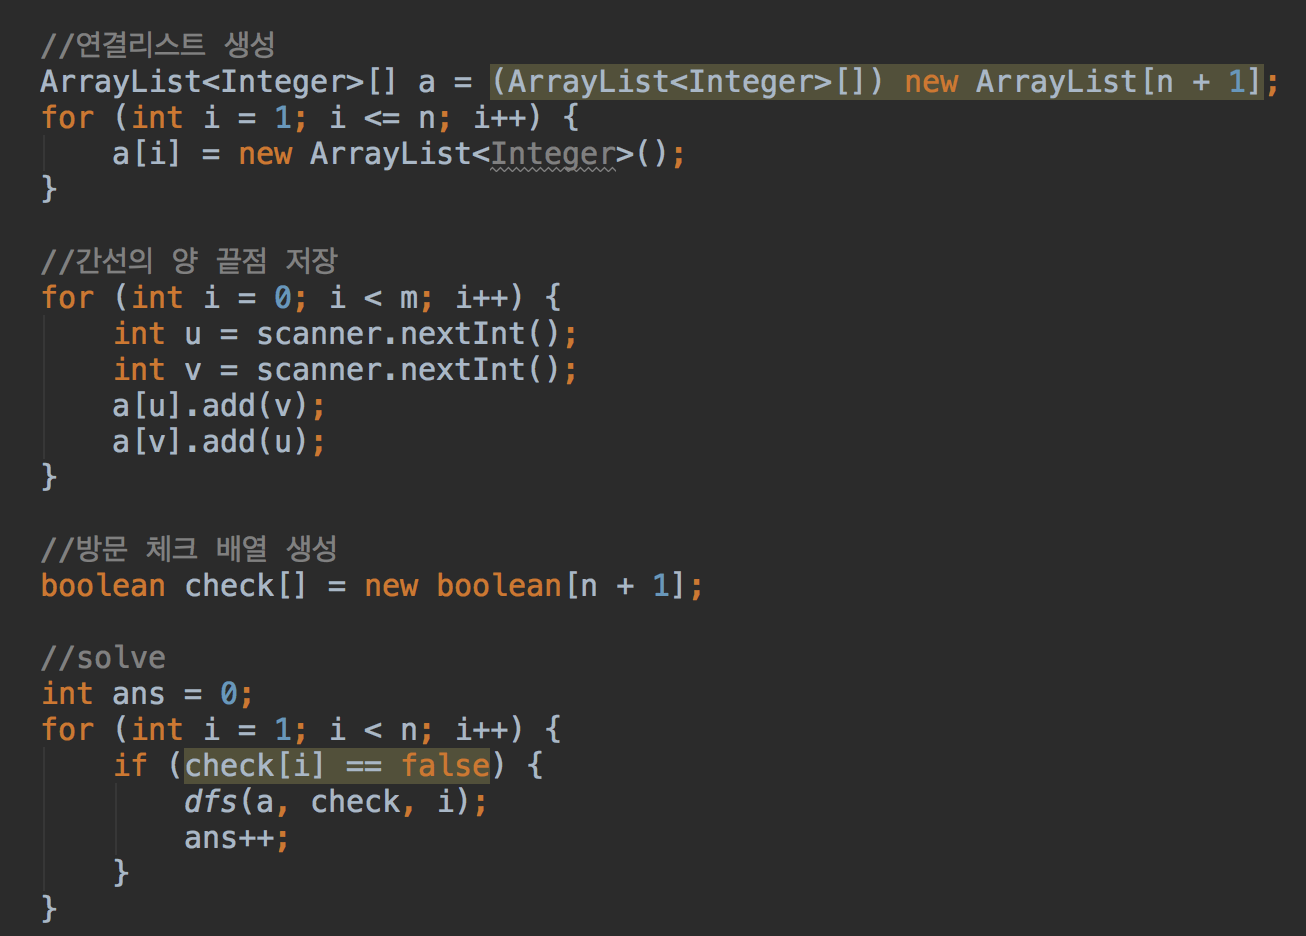 //연결리스트 생성
ArrayList<Integer>[] a = (ArrayList<Integer>[]) new ArrayList[n + 1];
for (int i = 1; i <= n; i++) {
    a[i] = new ArrayList<Integer>();
}
//간선의 양 끝점 저장
for (int i = 0; i < m; i++) {
    int u = scanner.nextInt();
    int v = scanner.nextInt();
    a[u].add(v);
    a[v].add(u);
}
//방문 체크 배열 생성
boolean check[] = new boolean[n + 1];
//solve
int ans = 0;
for (int i = 1; i < n; i++) {
    if (check[i] == false) {
        dfs(a, check, i);
        ans++;
    }
}